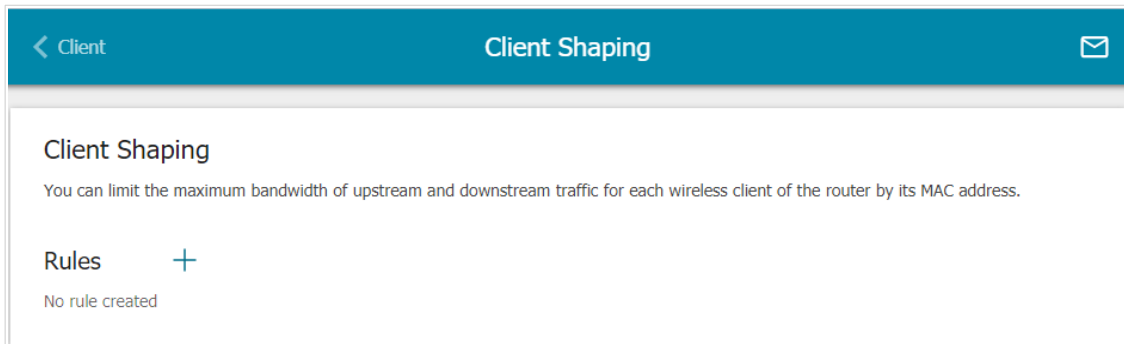 Client
Client Shaping
Client Shaping
You can limit the maximum bandwidth of upstream and downstream traffic for each wireless client of the router by its MAC address.
Rules
No rule created